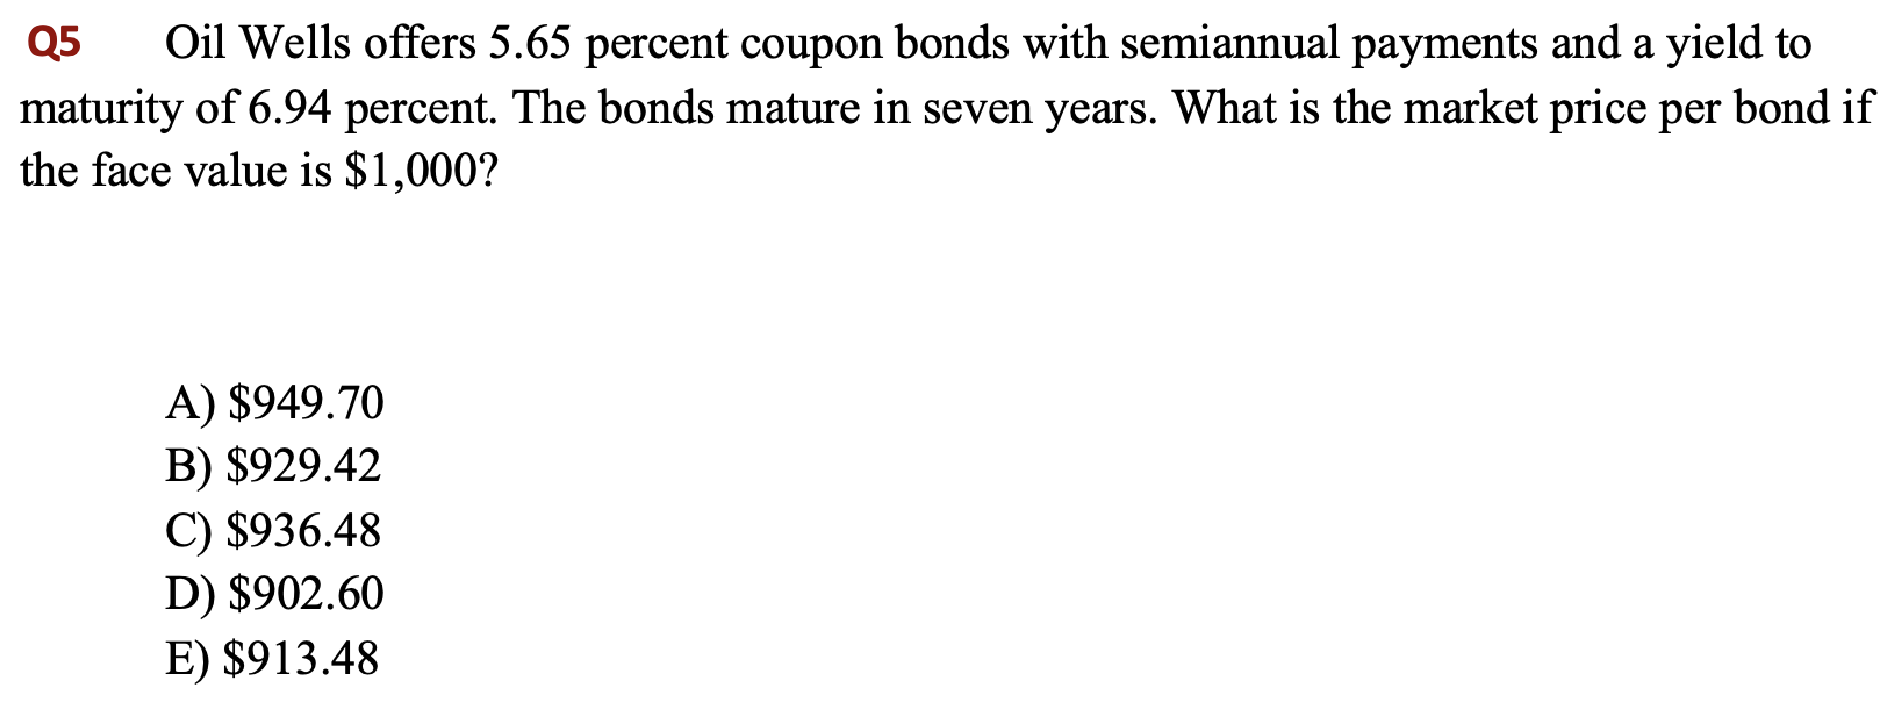 Q5 Oil Wells offers 5.65 percent coupon bonds with semiannual payments and a yield to
maturity of 6.94 percent. The bonds mature in seven years. What is the market price per bond if
the face value is $1,000?
A) $949.70
B) $929.42
C) $936.48
D) $902.60
E) $913.48